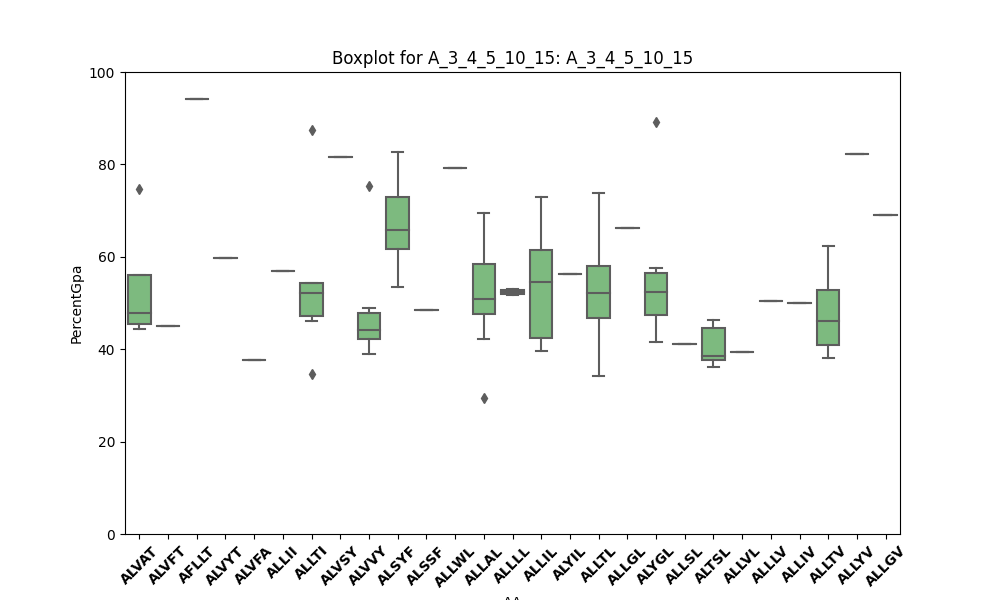 Boxplot for A_3_4_5_10_15: A_3_4_5_10_15
100
80
60
40
20
0
PercentGpa
ALVAT
ALVFT
AFLLT
ALVYT
ALVFA
ALLII
ALLTI
ALVSY
ALVVY
ALSYF
ALSSF
ALLWL
ALLAL
ALLLL
ALLIL
ALYIL
ALLTL
ALLGL
ALYGL
ALLSL
ALTSL
ALLVL
ALLLV
ALLIV
ALLTV
ALLYV
ALLGV